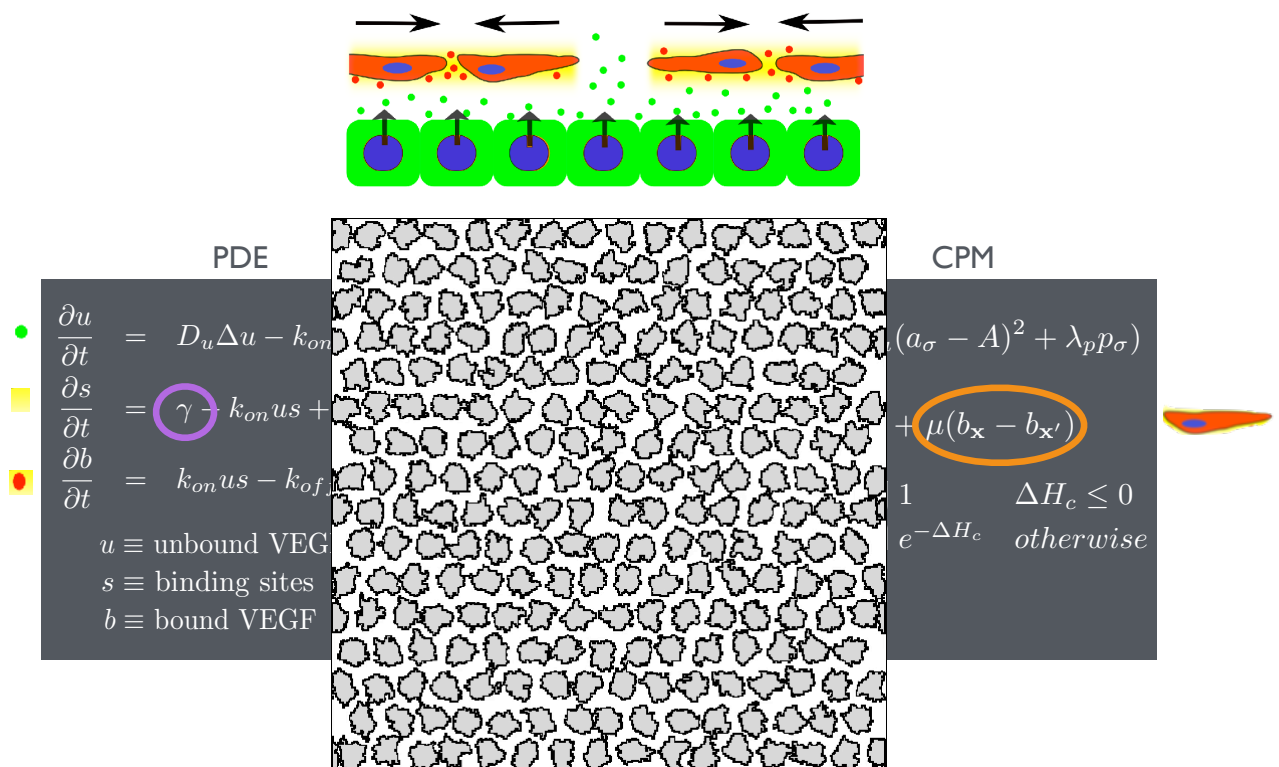 PDE
CPM
∂u/∂t = D_u Δu − k_on
∂s/∂t = γ − k_on us +
∂b/∂t = k_on us − k_of
u ≡ unbound VEG
s ≡ binding sites
b ≡ bound VEGF
(a_σ − A)² + λ_p p_σ)
+ μ(b_x − b_x′)
1 ΔH_c ≤ 0
e^{−ΔH_c} otherwise